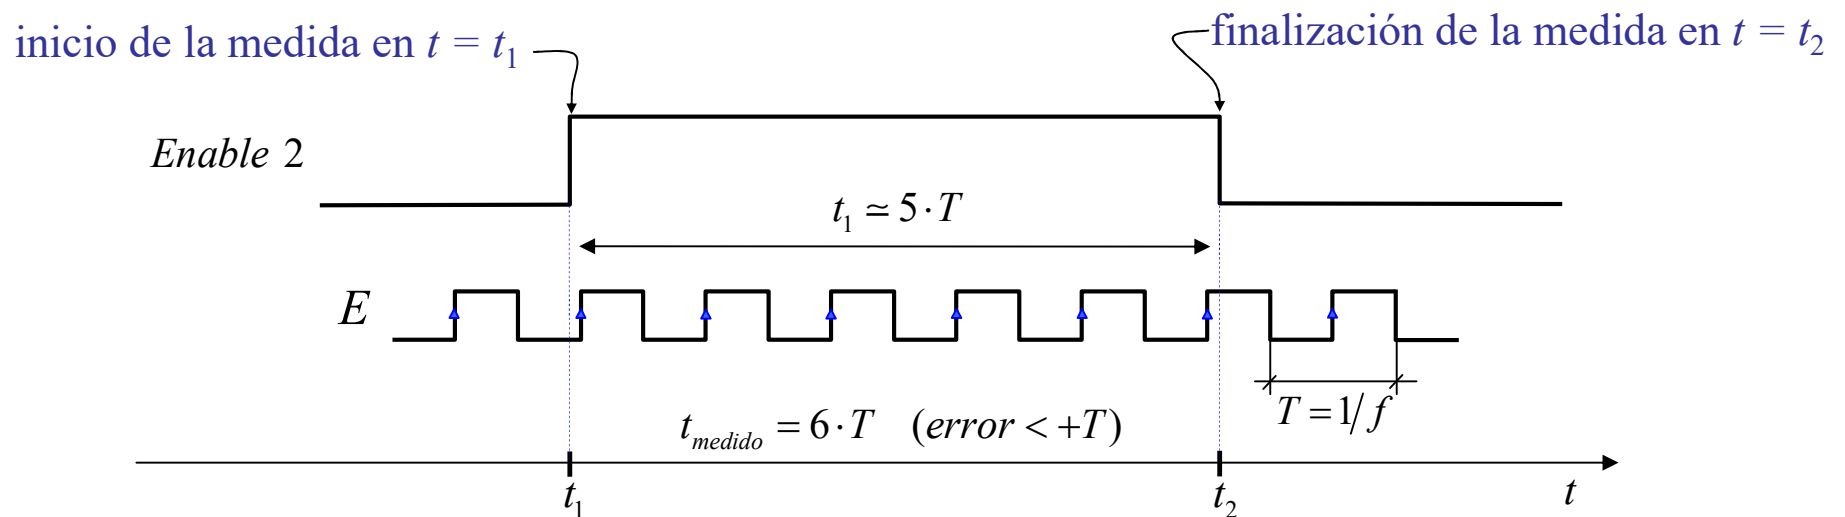 inicio de la medida en t = t₁
finalización de la medida en t = t₂
Enable 2
t₁ ≃ 5 · T
E
T = 1/f
t_medido = 6 · T (error < +T)
t₁
t₂
t